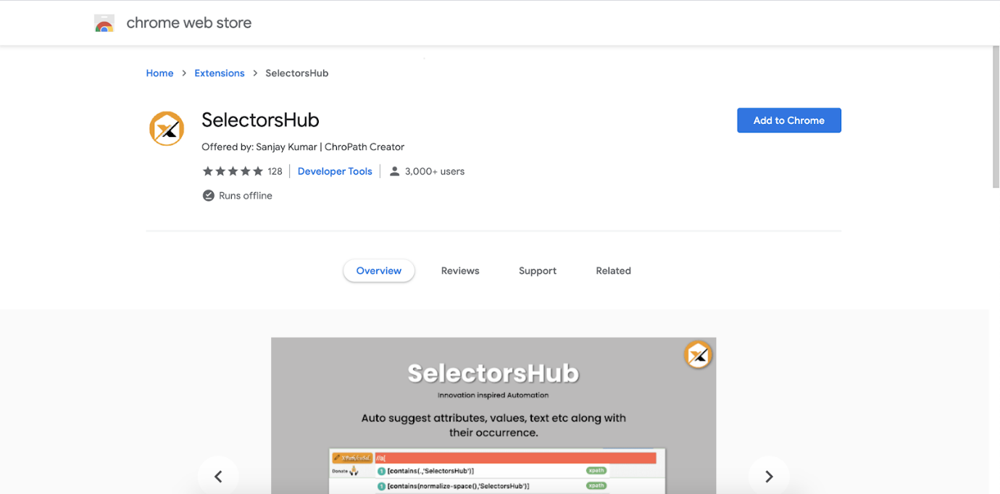 chrome web store
Home > Extensions > SelectorsHub
SelectorsHub
Add to Chrome
Offered by: Sanjay Kumar | ChroPath Creator
128 | Developer Tools | 3,000+ users
Runs offline
Overview Reviews Support Related
SelectorsHub
Innovation inspired Automation
Auto suggest attributes, values, text etc along with
their occurrence.
//a[
Donate 1 [contains(.,'SelectorsHub')] xpath
1 [contains(normalize-space(),'SelectorsHub')] xpath